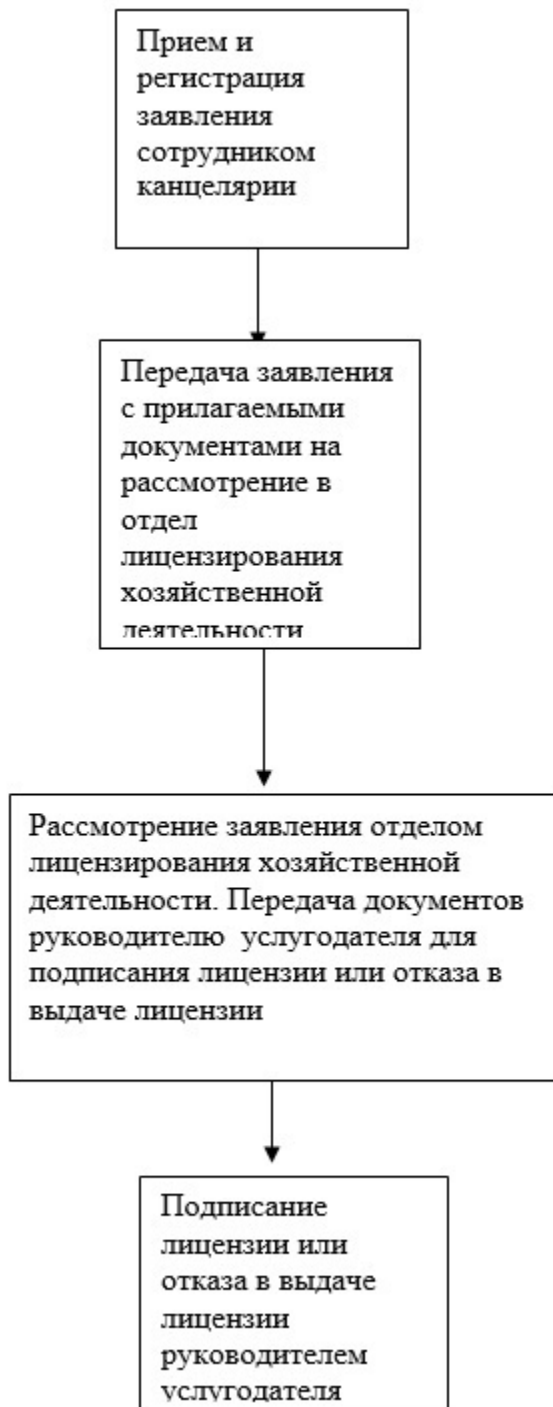 Прием и
регистрация
заявления
сотрудником
канцелярии
Передача заявления
с прилагаемыми
документами на
рассмотрение в
отдел
лицензирования
хозяйственной
деятельности
Рассмотрение заявления отделом
лицензирования хозяйственной
деятельности. Передача документов
руководителю услугодателя для
подписания лицензии или отказа в
выдаче лицензии
Подписание
лицензии или
отказа в выдаче
лицензии
руководителем
услугодателя